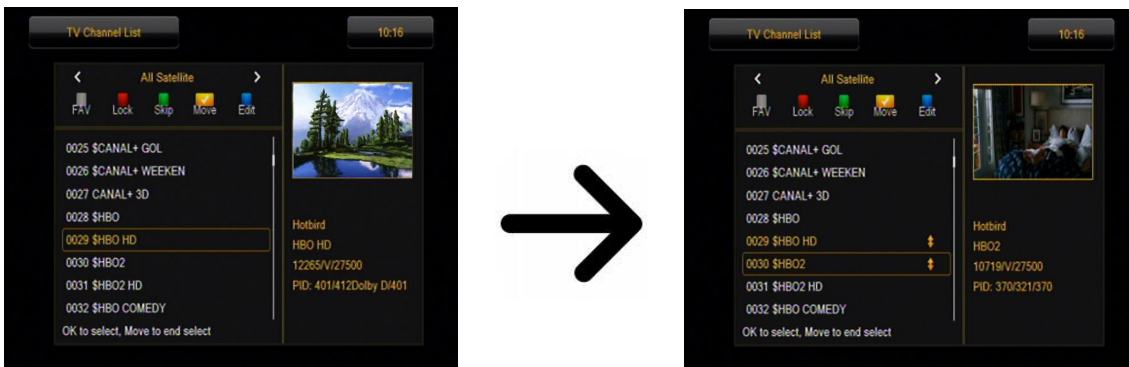 TV Channel List
10:16
All Satellite
FAV Lock Skip Move Edit
0025 $CANAL+ GOL
0026 $CANAL+ WEEKEN
0027 CANAL+ 3D
0028 $HBO
0029 $HBO HD
0030 $HBO2
0031 $HBO2 HD
0032 $HBO COMEDY
OK to select, Move to end select
Hotbird
HBO HD
12265/V/27500
PID: 401/412Dolby D/401
TV Channel List
10:16
All Satellite
FAV Lock Skip Move Edit
0025 $CANAL+ GOL
0026 $CANAL+ WEEKEN
0027 CANAL+ 3D
0028 $HBO
0029 $HBO HD
0030 $HBO2
0031 $HBO2 HD
0032 $HBO COMEDY
OK to select, Move to end select
Hotbird
HBO2
10719/V/27500
PID: 370/321/370